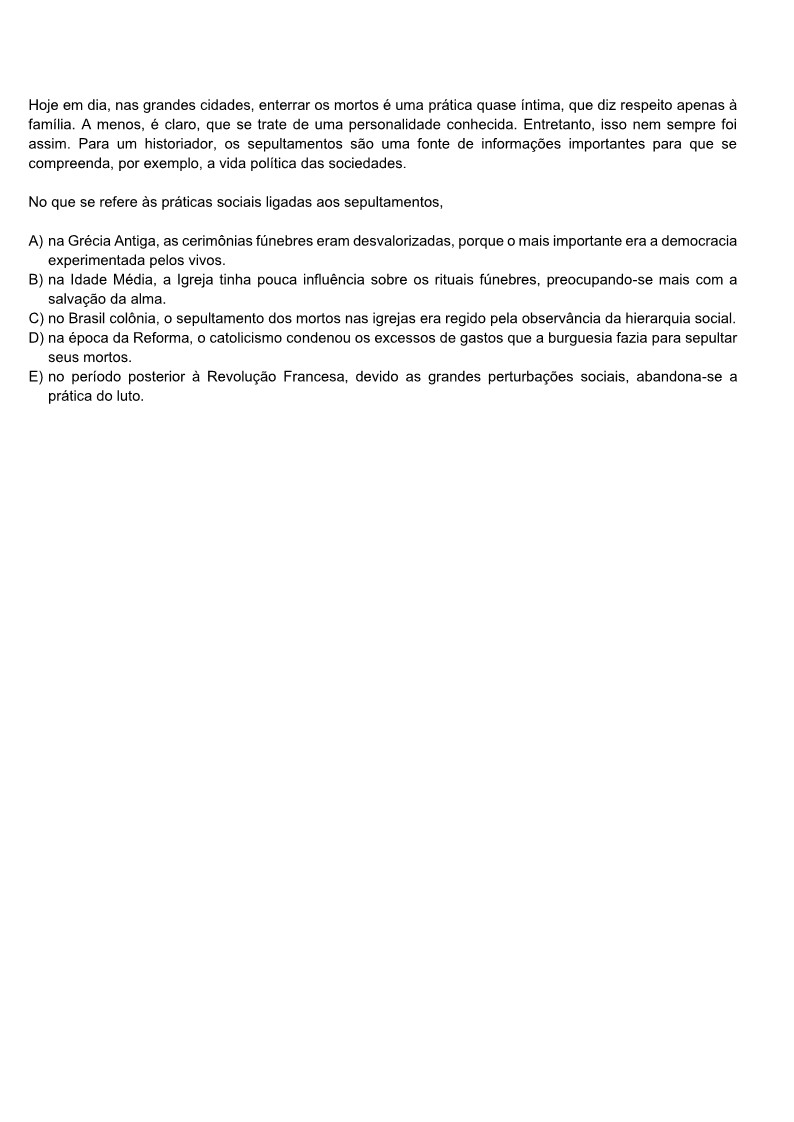 Hoje em dia, nas grandes cidades, enterrar os mortos é uma prática quase íntima, que diz respeito apenas à
família. A menos, é claro, que se trate de uma personalidade conhecida. Entretanto, isso nem sempre foi
assim. Para um historiador, os sepultamentos são uma fonte de informações importantes para que se
compreenda, por exemplo, a vida política das sociedades.
No que se refere às práticas sociais ligadas aos sepultamentos,
A) na Grécia Antiga, as cerimônias fúnebres eram desvalorizadas, porque o mais importante era a democracia
experimentada pelos vivos.
B) na Idade Média, a Igreja tinha pouca influência sobre os rituais fúnebres, preocupando-se mais com a
salvação da alma.
C) no Brasil colônia, o sepultamento dos mortos nas igrejas era regido pela observância da hierarquia social.
D) na época da Reforma, o catolicismo condenou os excessos de gastos que a burguesia fazia para sepultar
seus mortos.
E) no período posterior à Revolução Francesa, devido as grandes perturbações sociais, abandona-se a
prática do luto.